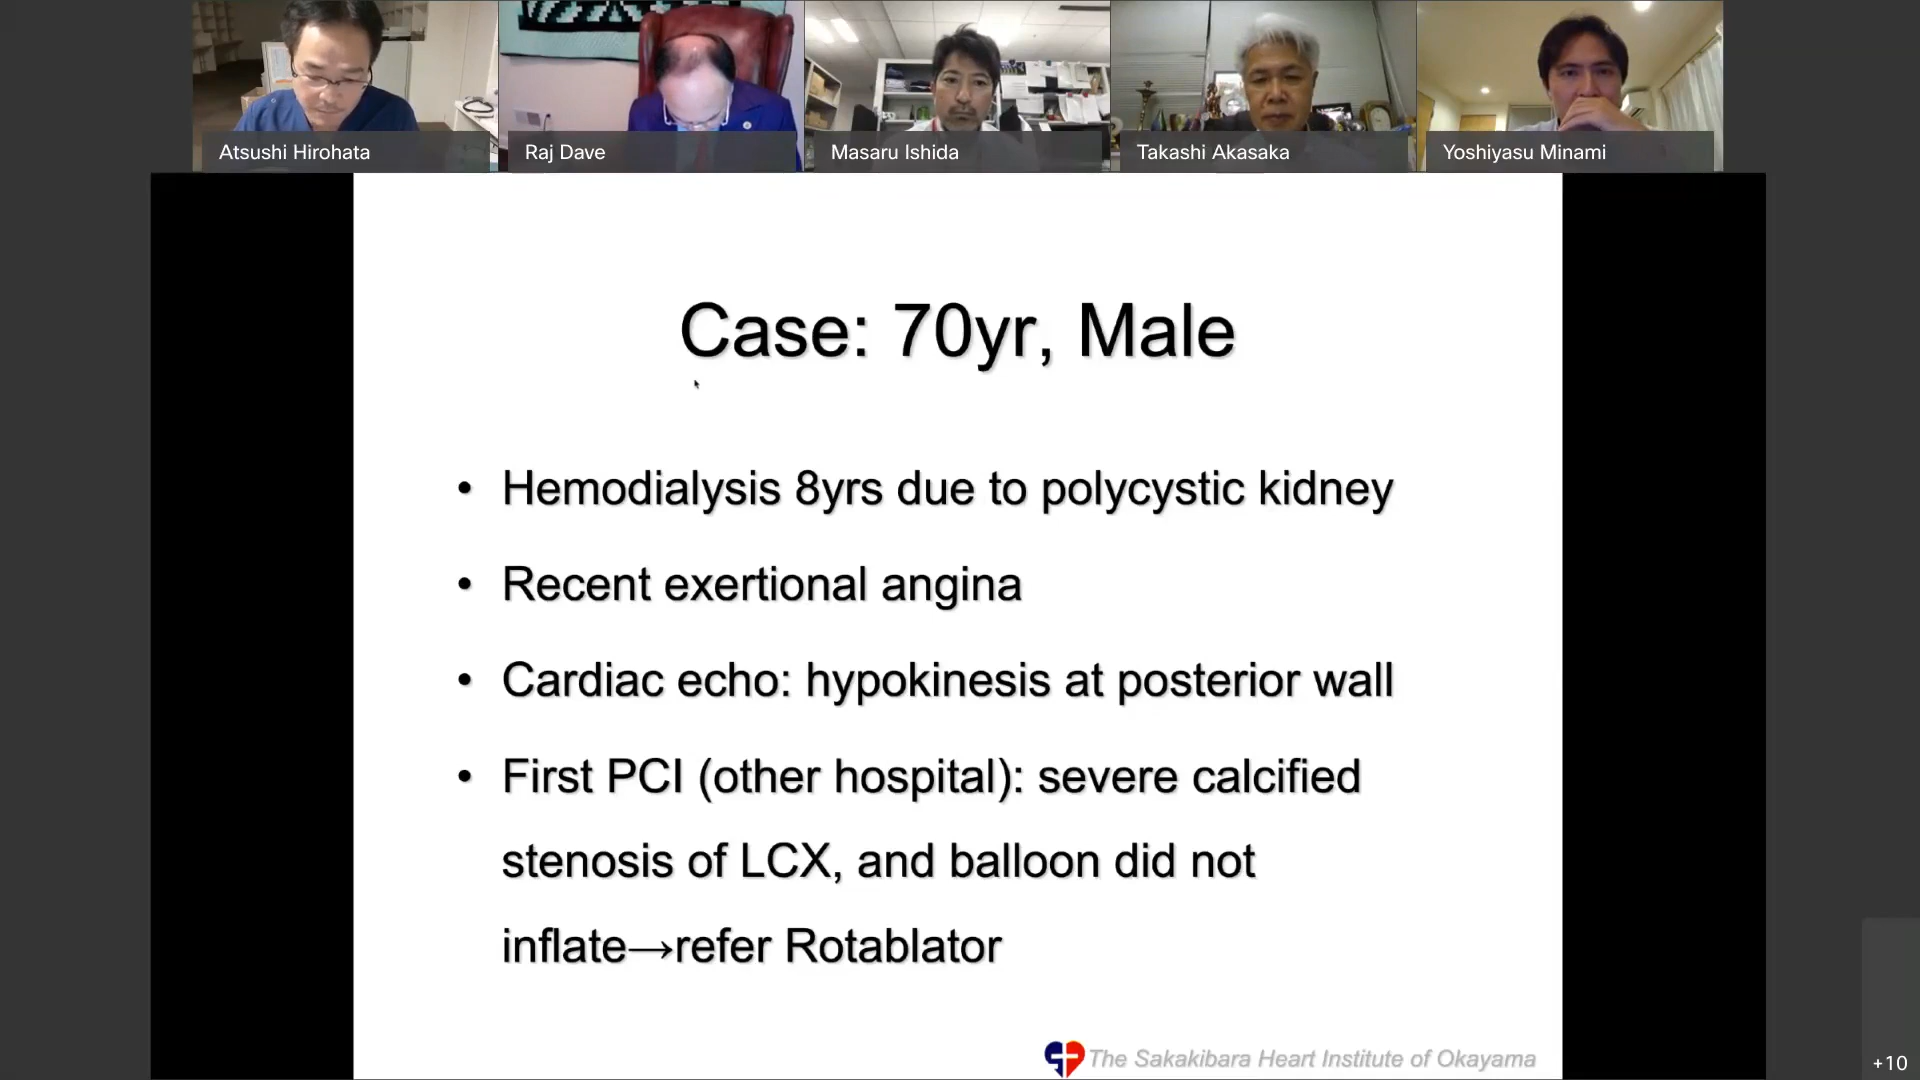 Atsushi Hirohata
Raj Dave
Masaru Ishida
Takashi Akasaka
Yoshiyasu Minami
Case: 70yr, Male
• Hemodialysis 8yrs due to polycystic kidney
• Recent exertional angina
• Cardiac echo: hypokinesis at posterior wall
• First PCI (other hospital): severe calcified
stenosis of LCX, and balloon did not
inflate→refer Rotablator
The Sakakibara Heart Institute of Okayama
+10